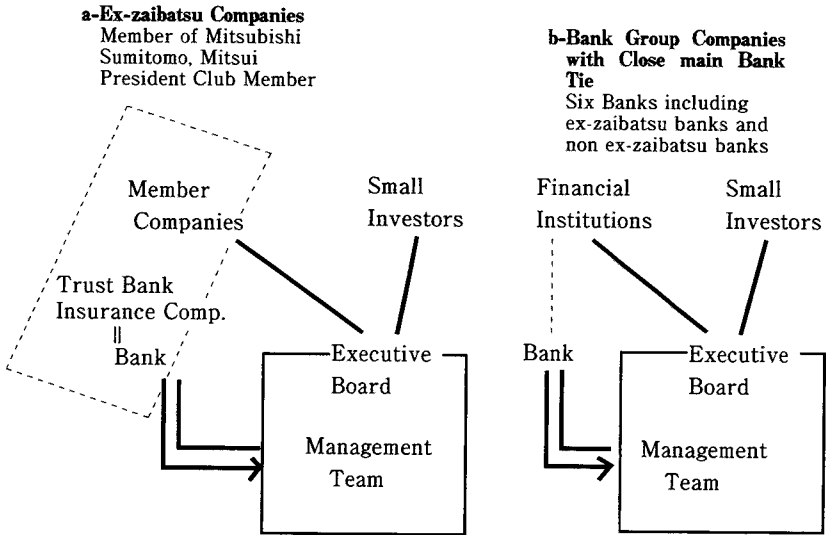 a-Ex-zaibatsu Companies
Member of Mitsubishi
Sumitomo, Mitsui
President Club Member
Member
Companies
Small
Investors
Trust Bank
Insurance Comp.
||
Bank
Executive
Board
Management
Team
b-Bank Group Companies
with Close main Bank
Tie
Six Banks including
ex-zaibatsu banks and
non ex-zaibatsu banks
Financial
Institutions
Small
Investors
Bank
Executive
Board
Management
Team